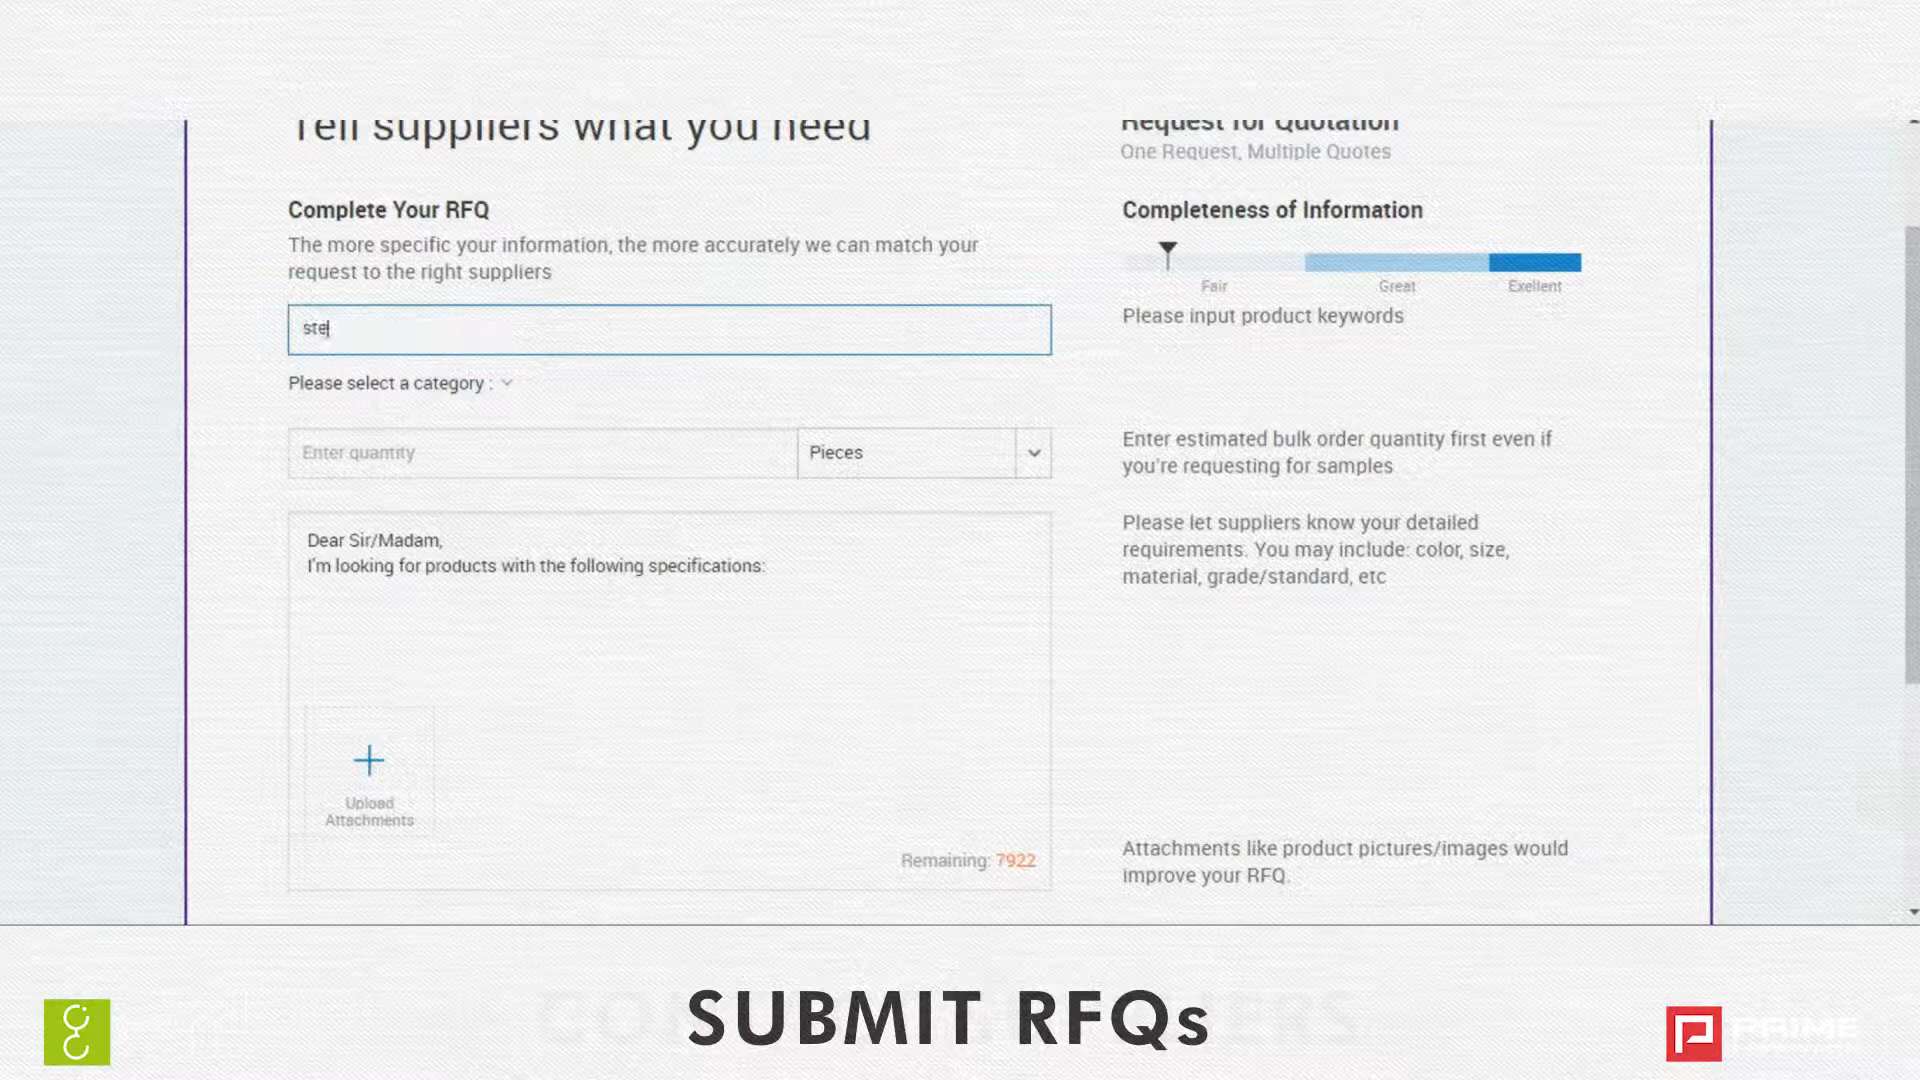 Tell suppliers what you need
Request for Quotation
One Request, Multiple Quotes
Complete Your RFQ
The more specific your information, the more accurately we can match your
request to the right suppliers
ste
Please select a category :
Enter quantity
Pieces
Dear Sir/Madam,
I'm looking for products with the following specifications:
Upload
Attachments
Remaining: 7922
Completeness of Information
Fair
Great
Exellent
Please input product keywords
Enter estimated bulk order quantity first even if
you're requesting for samples
Please let suppliers know your detailed
requirements. You may include: color, size,
material, grade/standard, etc
Attachments like product pictures/images would
improve your RFQ.
SUBMIT RFQs
PRIME